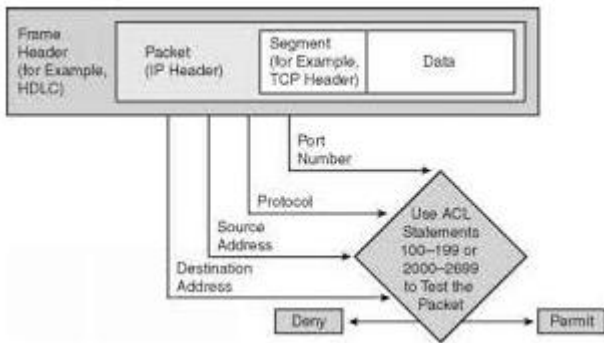 Frame
Header
(for Example,
HDLC)
Packet
(IP Header)
Segment
(for Example,
TCP Header)
Data
Port
Number
Protocol
Source
Address
Destination
Address
Use ACL
Statements
100–199 or
2000–2699
to Test the
Packet
Deny
Permit